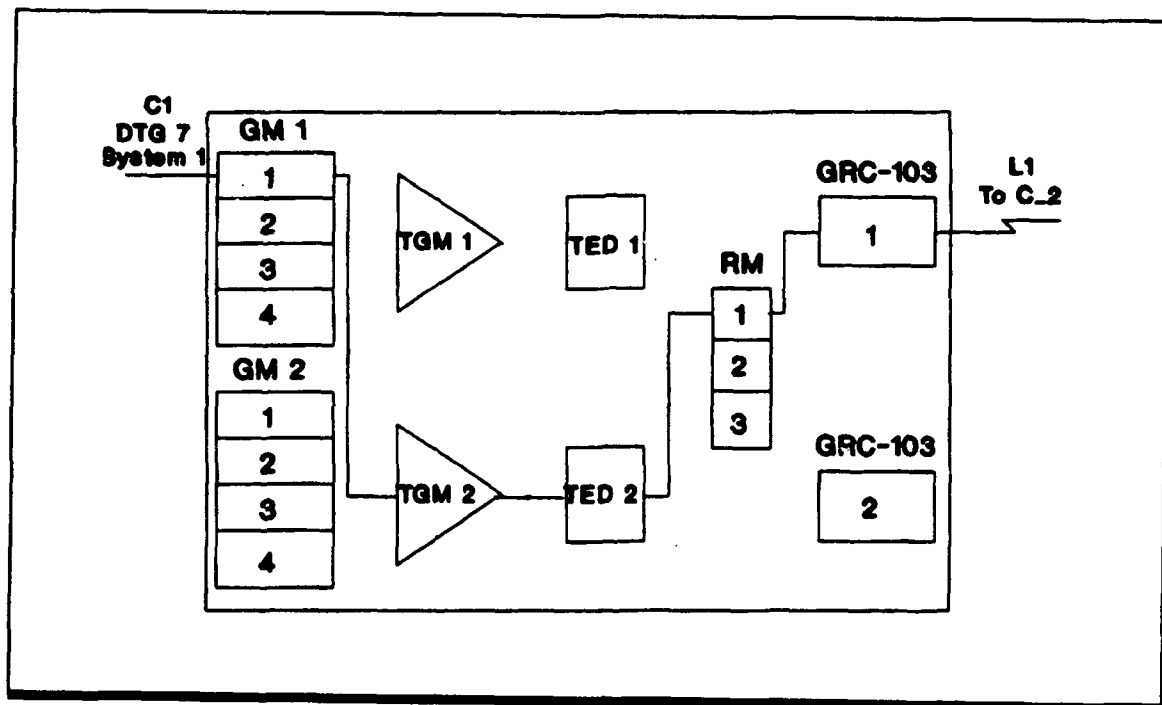 C1
DTG 7
System 1
GM 1
1
2
3
4
GM 2
1
2
3
4
TGM 1
TGM 2
TED 1
TED 2
RM
1
2
3
GRC-103
1
GRC-103
2
L1
To C_2